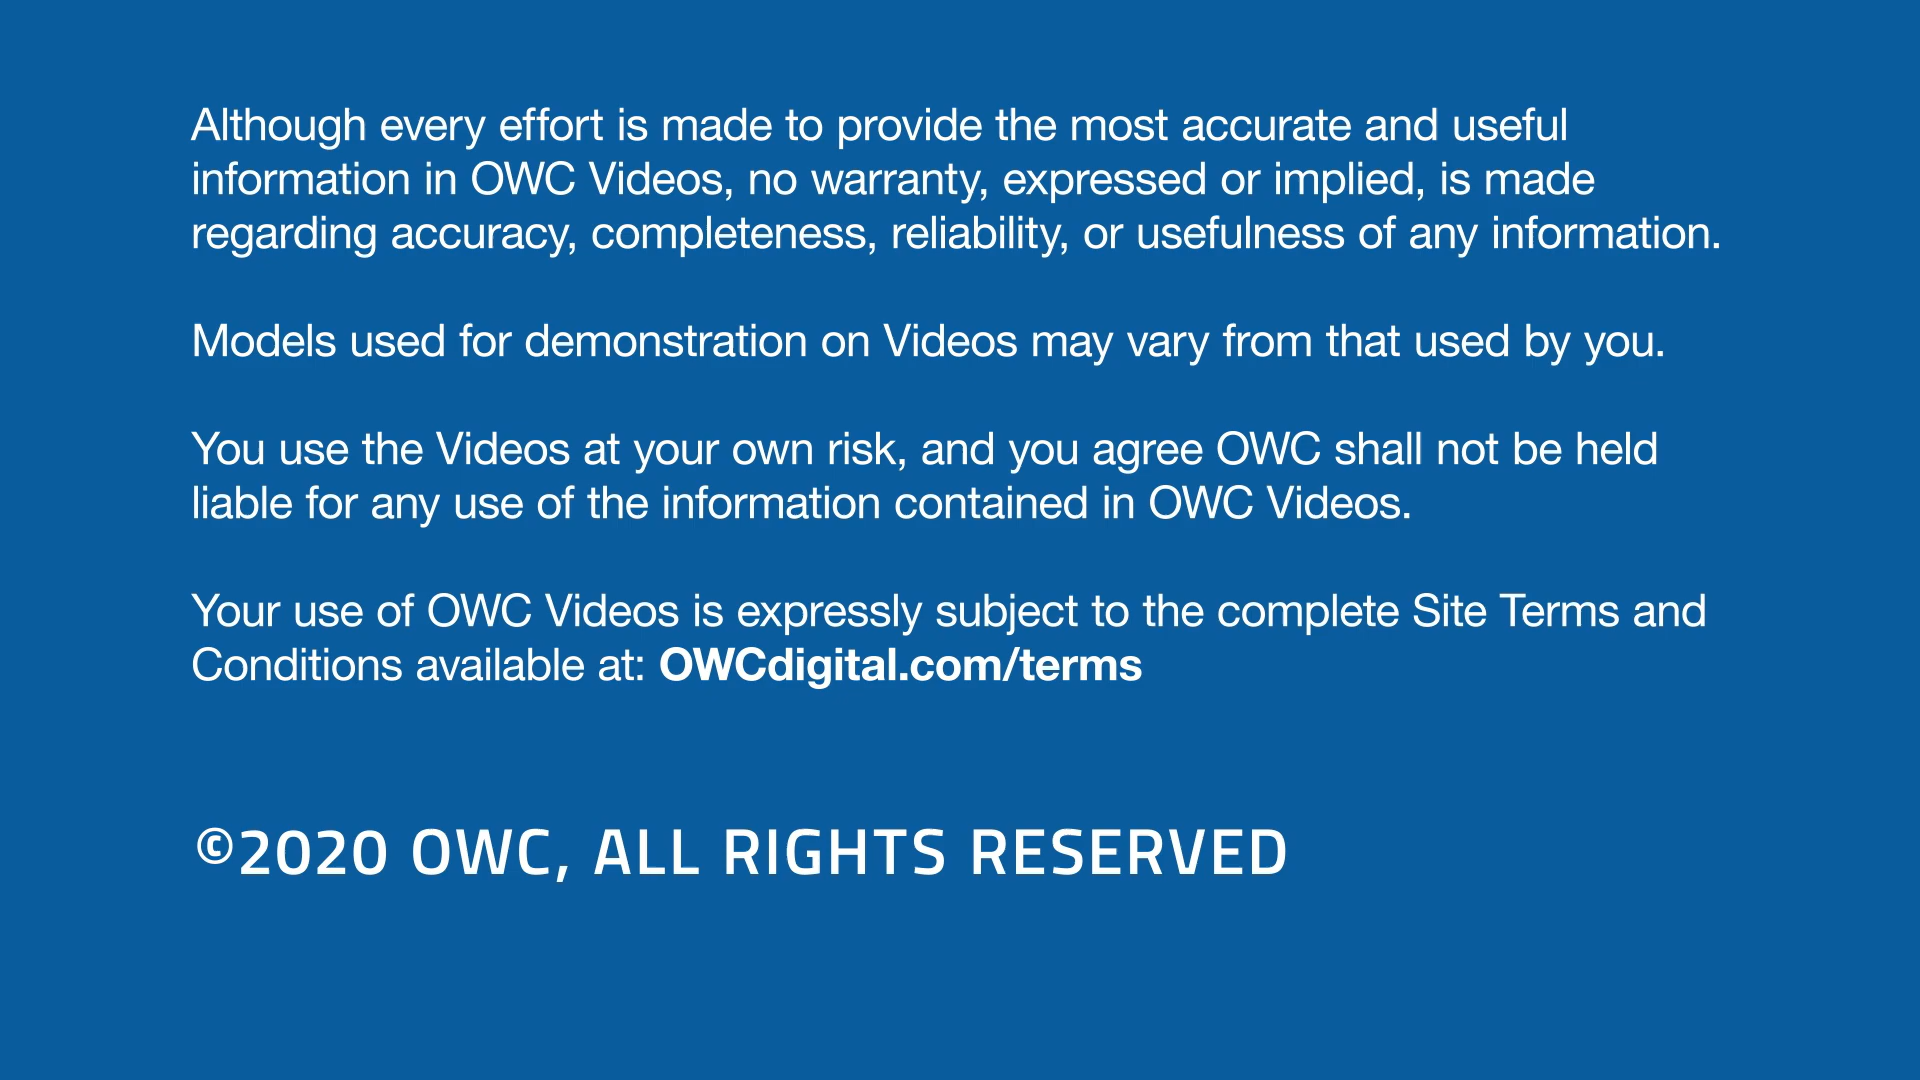 Although every effort is made to provide the most accurate and useful
information in OWC Videos, no warranty, expressed or implied, is made
regarding accuracy, completeness, reliability, or usefulness of any information.
Models used for demonstration on Videos may vary from that used by you.
You use the Videos at your own risk, and you agree OWC shall not be held
liable for any use of the information contained in OWC Videos.
Your use of OWC Videos is expressly subject to the complete Site Terms and
Conditions available at: OWCdigital.com/terms
©2020 OWC, ALL RIGHTS RESERVED